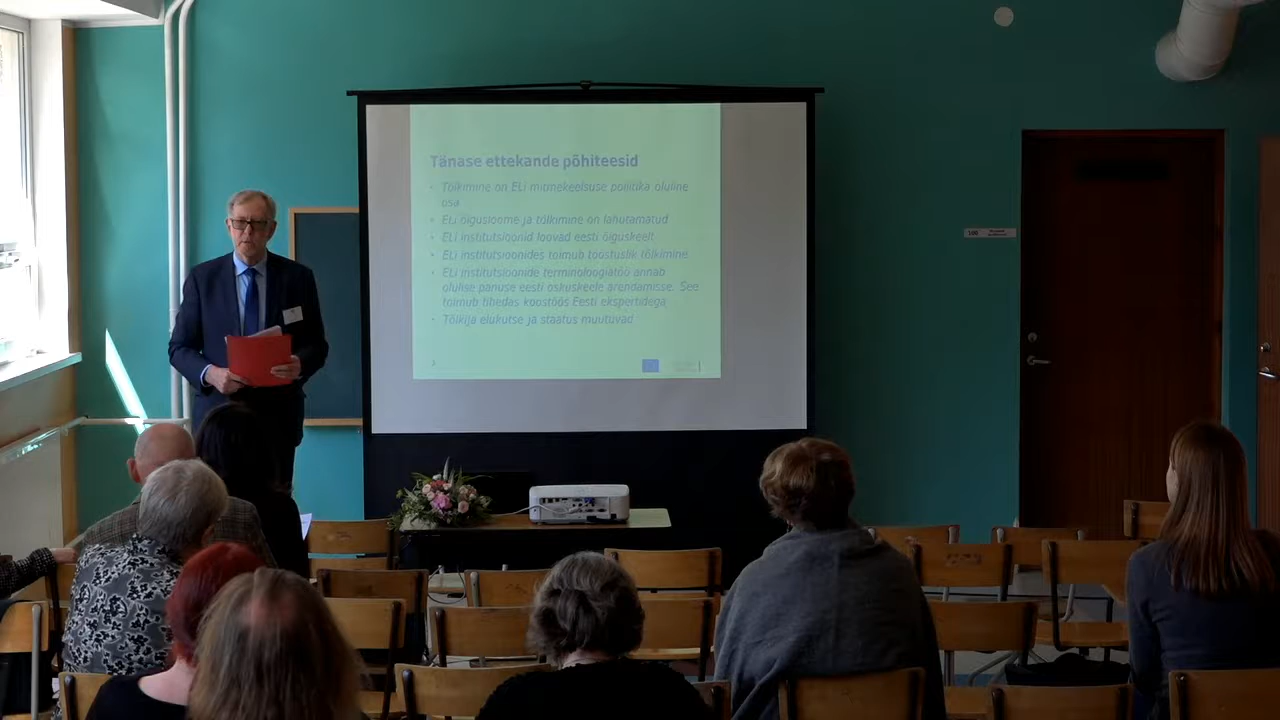 Tänase ettekande põhiteesid
• Tõlkimine on ELi mitmekeelsuse poliitika oluline
osa
• ELi õigusloome ja tõlkimine on lahutamatud
• ELi institutsioonid loovad eesti õiguskeelt
• ELi institutsioonides toimub tööstuslik tõlkimine
• ELi institutsioonide terminoloogiatöö annab
olulise panuse eesti oskuskeele arendamisse. See
toimub tihedas koostöös Eesti ekspertidega
• Tõlkija elukutse ja staatus muutuvad